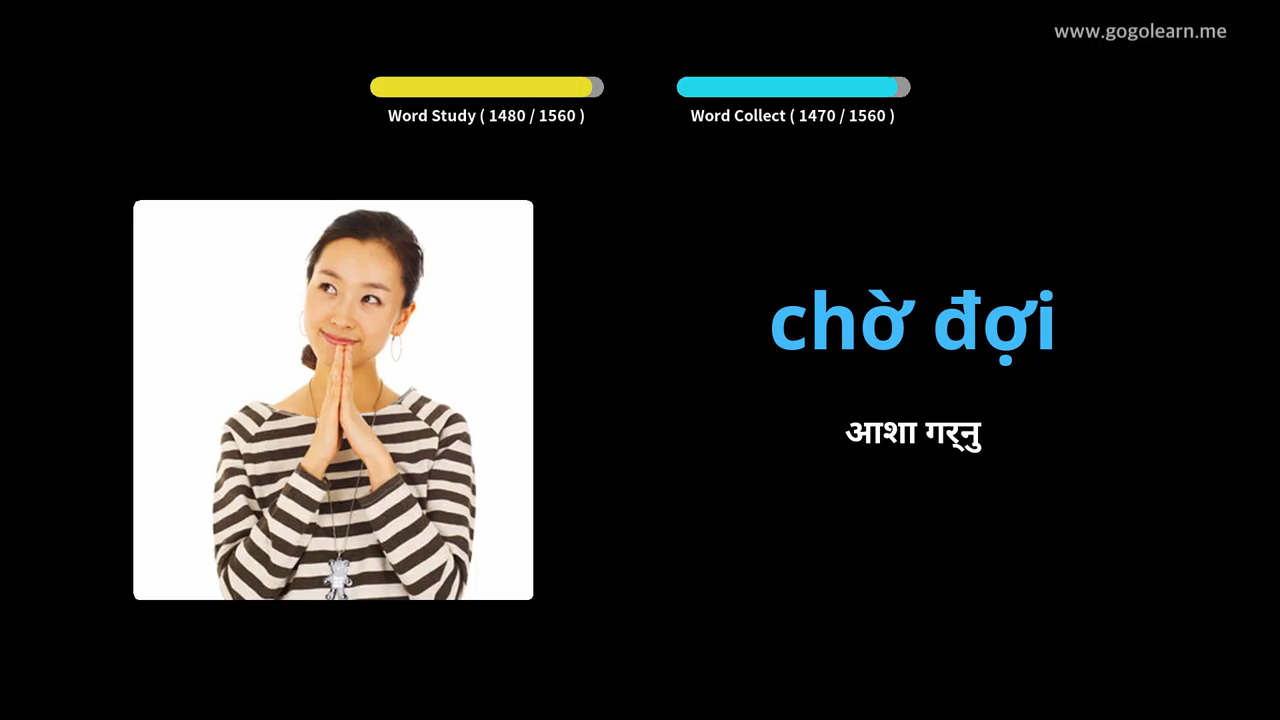 www.gogolearn.me
Word Study ( 1480 / 1560 )
Word Collect ( 1470 / 1560 )
chờ đợi
आशा गर्‍नु